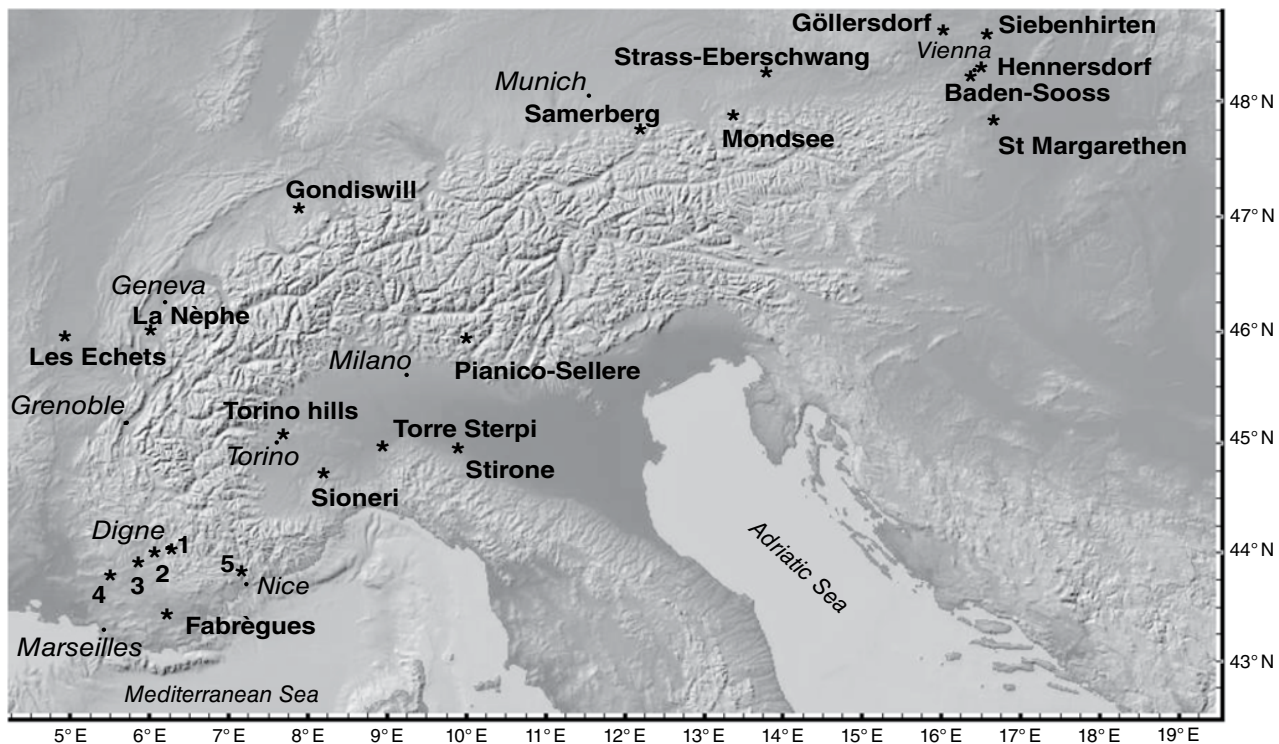 Göllersdorf
Siebenhirten
Vienna
Strass-Eberschwang
Hennersdorf
Munich
Baden-Sooss
48° N
Samerberg
Mondsee
St Margarethen
Gondiswill
47° N
Geneva
La Nèphe
46° N
Les Echets
Milano
Pianico-Sellere
Grenoble
Torino hills
Torre Sterpi
45° N
Torino
Stirone
Sioneri
Digne
1
44° N
2
5
3
Nice
4
Adriatic Sea
Fabrègues
Marseilles
43° N
Mediterranean Sea
5° E 6° E 7° E 8° E 9° E 10° E 11° E 12° E 13° E 14° E 15° E 16° E 17° E 18° E 19° E